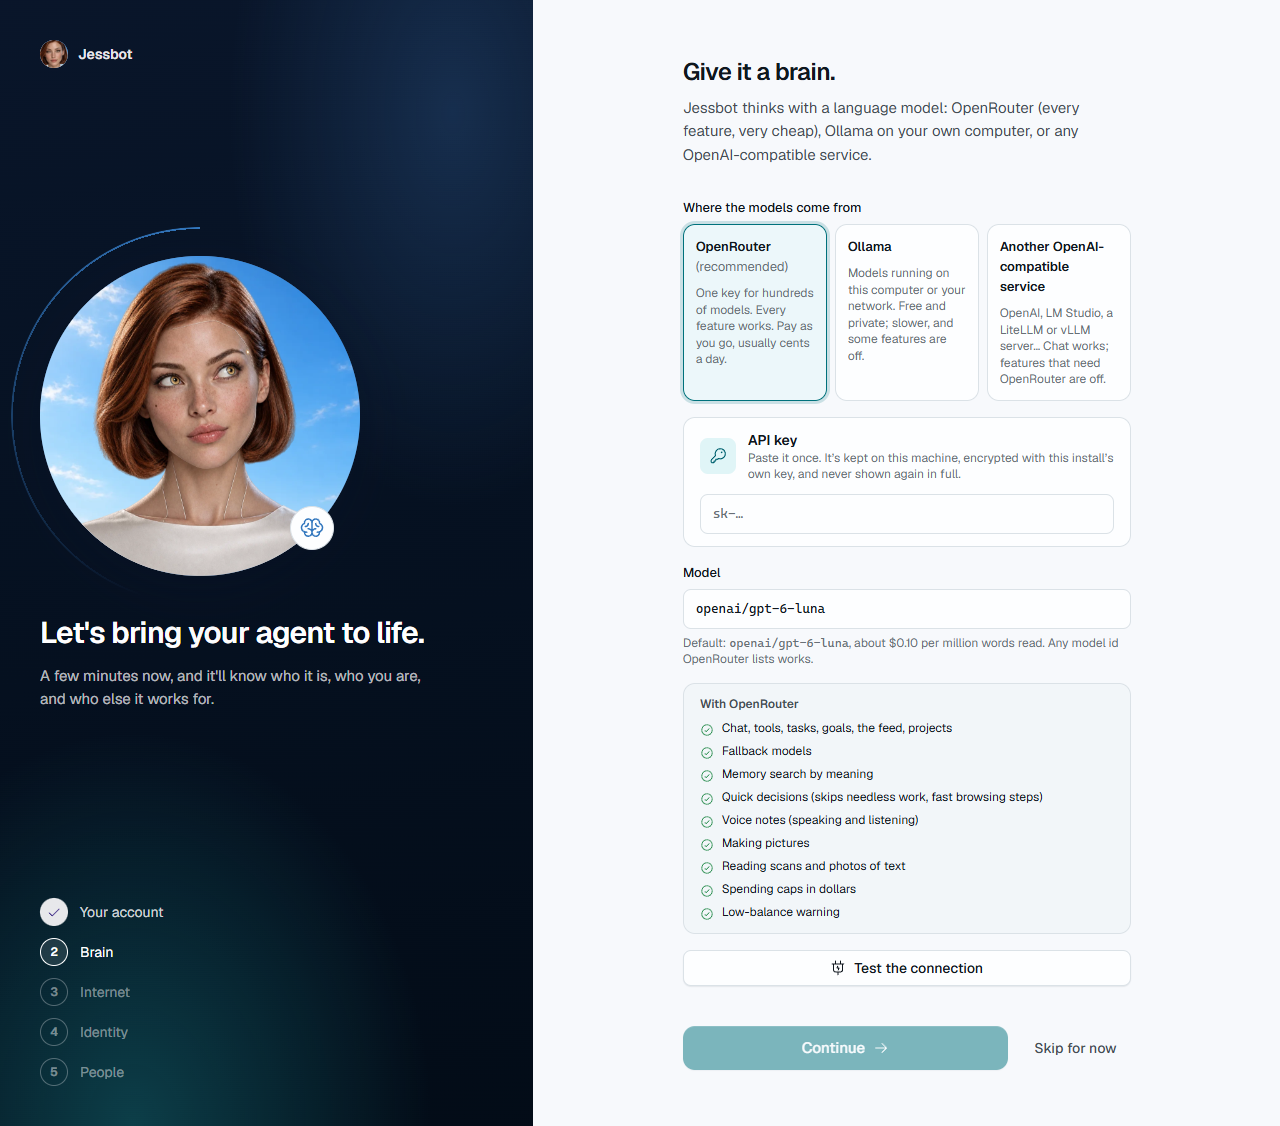 Jessbot
Let's bring your agent to life.
A few minutes now, and it'll know who it is, who you are,
and who else it works for.
Your account
2 Brain
3 Internet
4 Identity
5 People
Give it a brain.
Jessbot thinks with a language model: OpenRouter (every
feature, very cheap), Ollama on your own computer, or any
OpenAI-compatible service.
Where the models come from
OpenRouter
(recommended)
One key for hundreds
of models. Every
feature works. Pay as
you go, usually cents
a day.
Ollama
Models running on
this computer or your
network. Free and
private; slower, and
some features are
off.
Another OpenAI-
compatible
service
OpenAI, LM Studio, a
LiteLLM or vLLM
server… Chat works;
features that need
OpenRouter are off.
API key
Paste it once. It's kept on this machine, encrypted with this install's
own key, and never shown again in full.
sk-…
Model
openai/gpt-6-luna
Default: openai/gpt-6-luna, about $0.10 per million words read. Any model id
OpenRouter lists works.
With OpenRouter
Chat, tools, tasks, goals, the feed, projects
Fallback models
Memory search by meaning
Quick decisions (skips needless work, fast browsing steps)
Voice notes (speaking and listening)
Making pictures
Reading scans and photos of text
Spending caps in dollars
Low-balance warning
Test the connection
Continue →
Skip for now